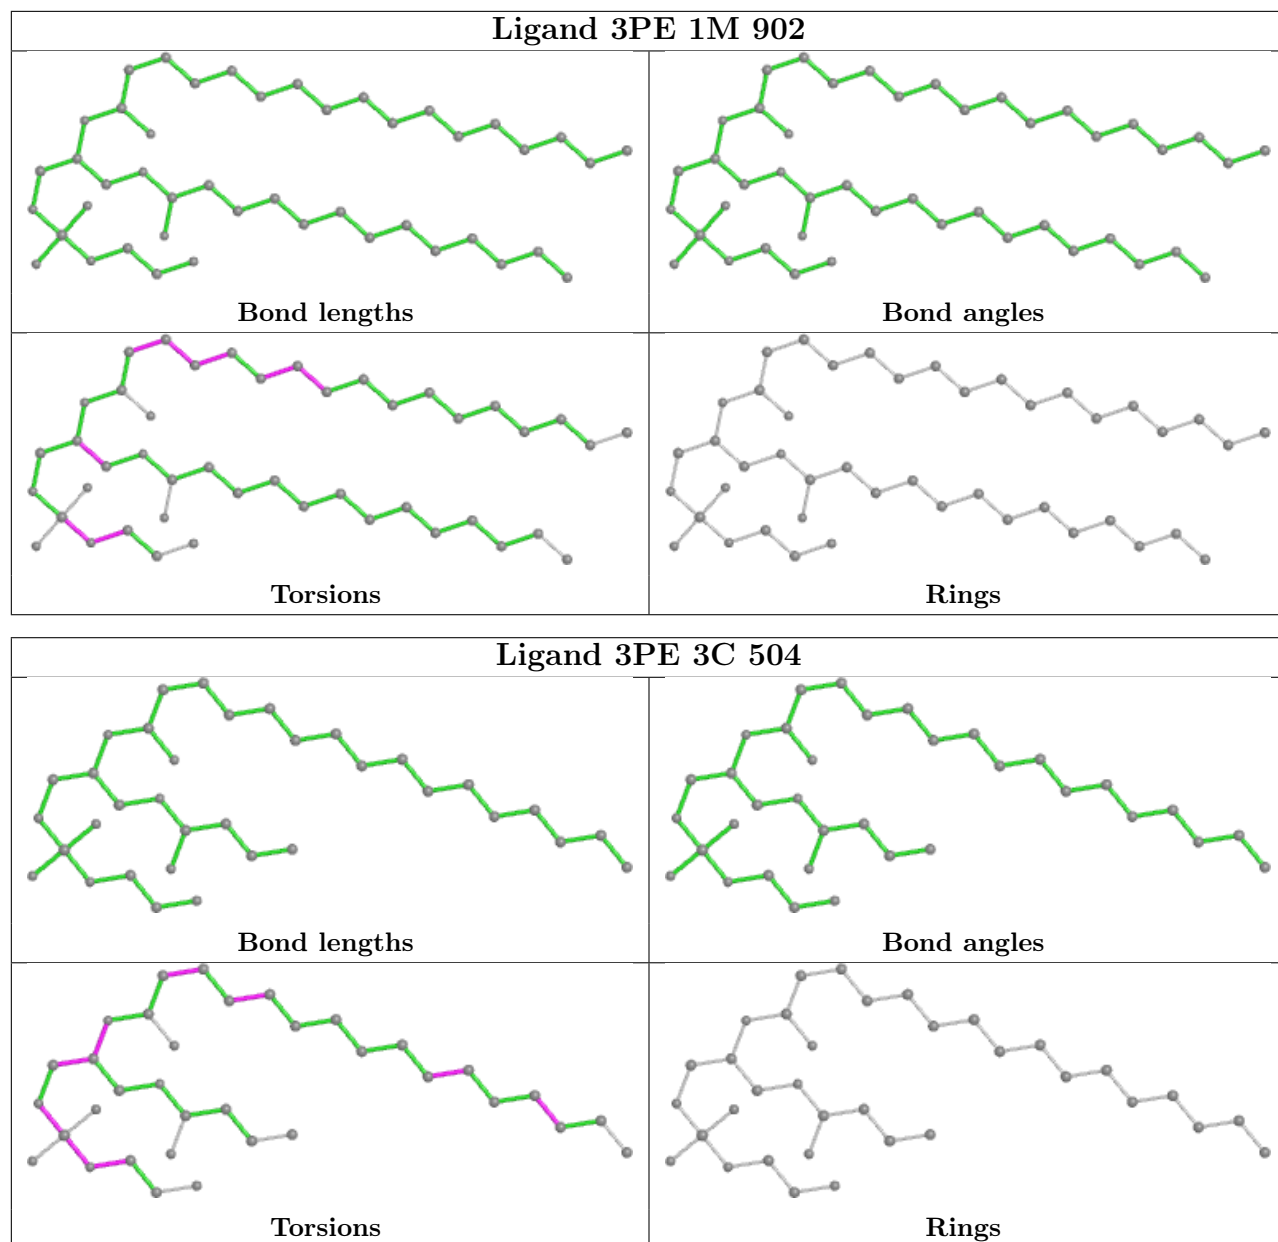 Ligand 3PE 1M 902
Bond lengths
Bond angles
Torsions
Rings
Ligand 3PE 3C 504
Bond lengths
Bond angles
Torsions
Rings